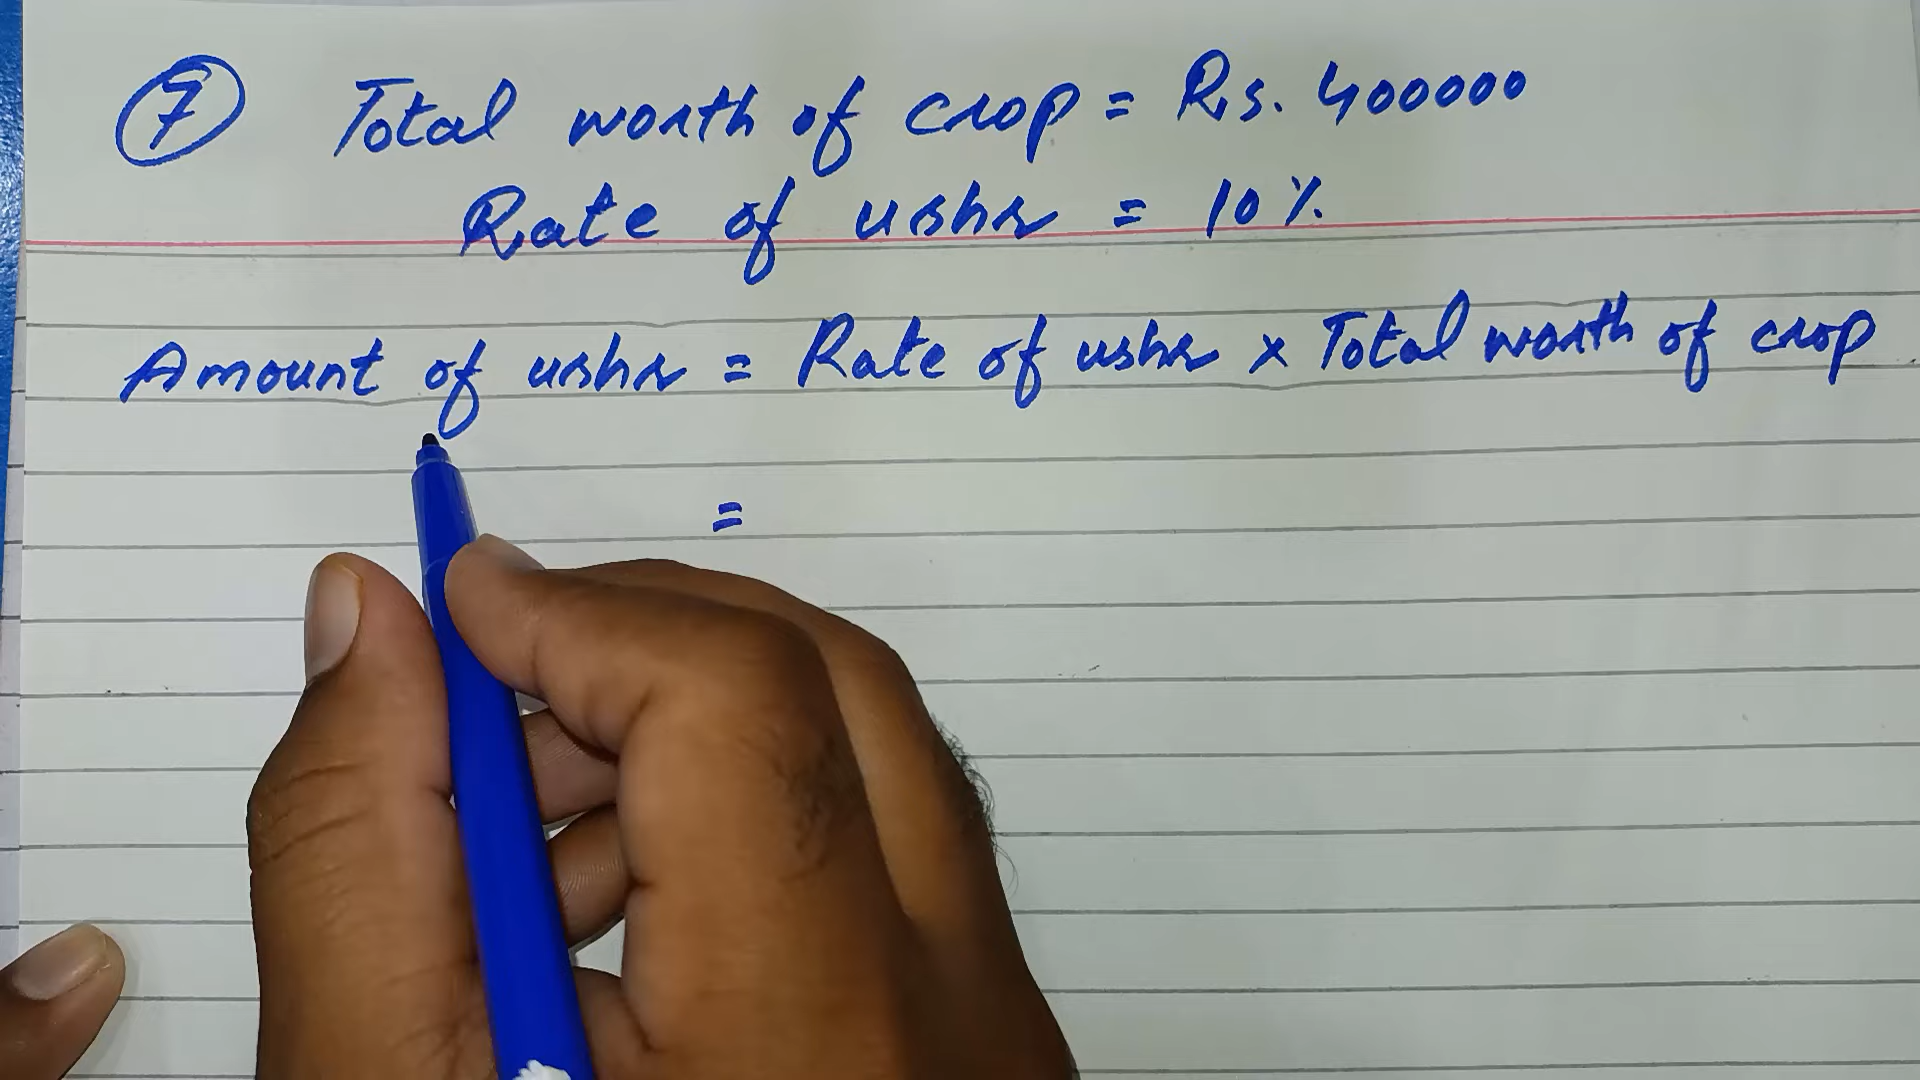 7 Total worth of crop = Rs. 400000
Rate of ushr = 10%
Amount of ushr = Rate of ushr × Total worth of crop
=